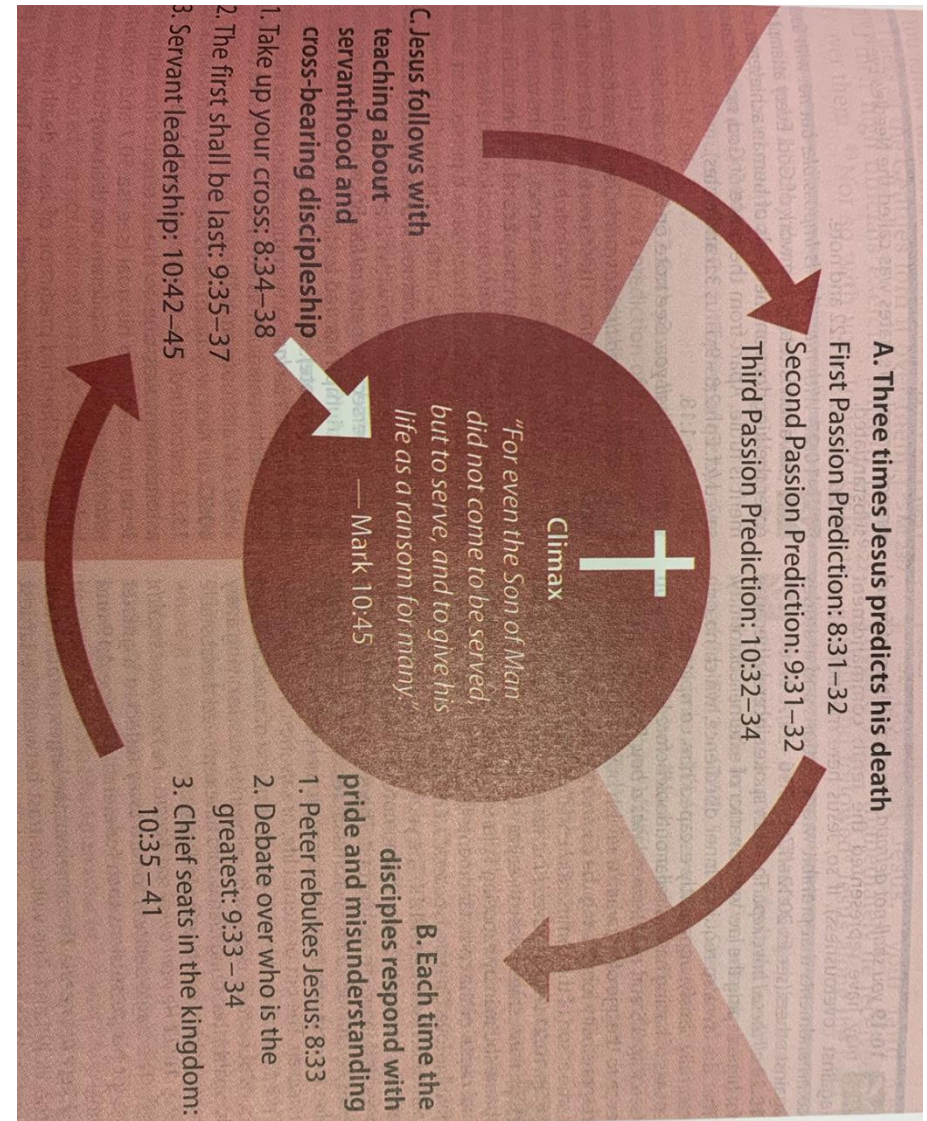 A. Three times Jesus predicts his death
First Passion Prediction: 8:31–32
Second Passion Prediction: 9:31–32
Third Passion Prediction: 10:32–34
B. Each time the
disciples respond with
pride and misunderstanding
1. Peter rebukes Jesus: 8:33
2. Debate over who is the
greatest: 9:33–34
3. Chief seats in the kingdom:
10:35–41
C. Jesus follows with
teaching about
servanthood and
cross-bearing discipleship
1. Take up your cross: 8:34–38
2. The first shall be last: 9:35–37
3. Servant leadership: 10:42–45
Climax
"For even the Son of Man
did not come to be served,
but to serve, and to give his
life as a ransom for many."
—Mark 10:45